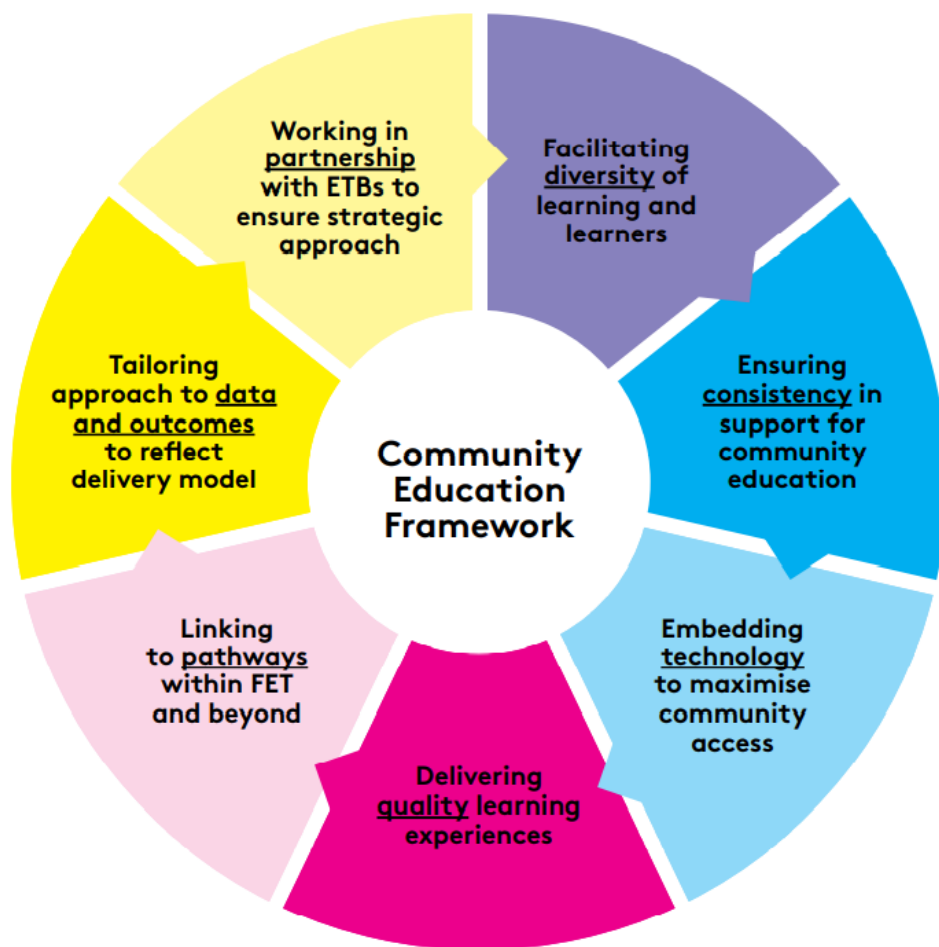 Working in
partnership
with ETBs to
ensure strategic
approach
Facilitating
diversity of
learning and
learners
Ensuring
consistency in
support for
community
education
Embedding
technology
to maximise
community
access
Delivering
quality learning
experiences
Linking
to pathways
within FET
and beyond
Tailoring
approach to data
and outcomes
to reflect
delivery model
Community
Education
Framework